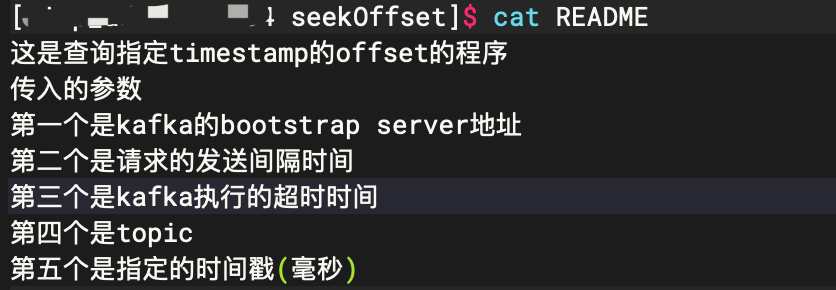 [ seekOffset]$ cat README
这是查询指定timestamp的offset的程序
传入的参数
第一个是kafka的bootstrap server地址
第二个是请求的发送间隔时间
第三个是kafka执行的超时时间
第四个是topic
第五个是指定的时间戳(毫秒)